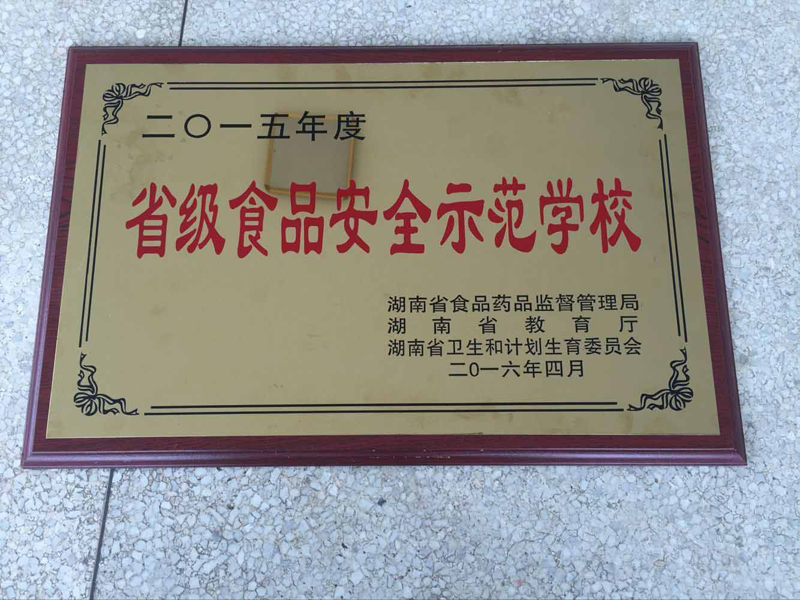 二〇一五年度
省级食品安全示范学校
湖南省食品药品监督管理局
湖南省教育厅
湖南省卫生和计划生育委员会
二0一六年四月